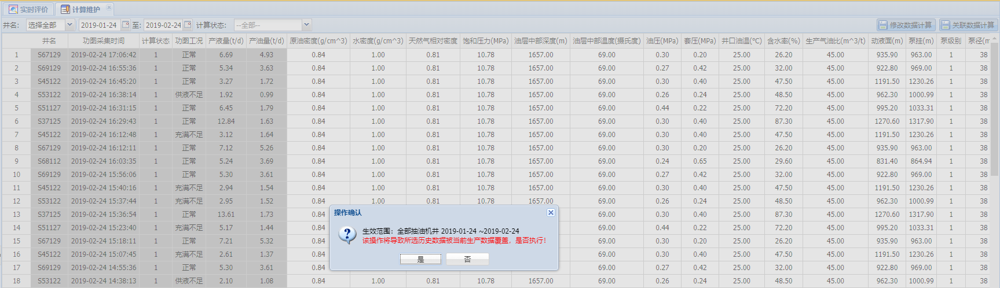 实时评价 计算维护
井名: 选择全部 2019-01-24 至: 2019-02-24 计算状态: --全部-- 修改数据计算 关联数据计算
井名 功图采集时间 计算状态 功图工况 产液量(t/d) 产油量(t/d) 原油密度(g/cm^3) 水密度(g/cm^3) 天然气相对密度 饱和压力(MPa) 油层中部深度(m) 油层中部温度(摄氏度) 油压(MPa) 套压(MPa) 井口油温(℃) 含水率(%) 生产气油比(m^3/t) 动液面(m) 泵挂(m) 泵级别 泵径(m
1 S67129 2019-02-24 17:06:42 1 正常 6.69 4.93 0.84 1.00 0.81 10.78 1657.00 69.00 0.30 0.20 25.00 26.20 45.00 935.90 963.00 1 38
2 S69129 2019-02-24 16:55:36 1 正常 5.34 3.63 0.84 1.00 0.81 10.78 1657.00 69.00 0.27 0.42 25.00 32.00 45.00 922.80 969.00 1 38
3 S45122 2019-02-24 16:45:20 1 正常 3.27 1.72 0.84 1.00 0.81 10.78 1657.00 69.00 0.30 0.40 25.00 47.50 45.00 1191.50 1230.26 1 38
4 S53122 2019-02-24 16:38:14 1 供液不足 1.92 0.99 0.84 1.00 0.81 10.78 1657.00 69.00 0.26 0.24 25.00 48.50 45.00 962.30 1000.99 1 38
5 S51127 2019-02-24 16:31:15 1 正常 6.45 1.79 0.84 1.00 0.81 10.78 1657.00 69.00 0.44 0.22 25.00 72.20 45.00 995.20 1033.31 1 38
6 S37125 2019-02-24 16:29:43 1 正常 12.84 1.63 0.84 1.00 0.81 10.78 1657.00 69.00 0.30 0.40 25.00 87.30 45.00 1270.60 1317.90 1 38
7 S45122 2019-02-24 16:12:48 1 充满不足 3.12 1.64 0.84 1.00 0.81 10.78 1657.00 69.00 0.30 0.40 25.00 47.50 45.00 1191.50 1230.26 1 38
8 S67129 2019-02-24 16:12:11 1 正常 7.12 5.26 0.84 1.00 0.81 10.78 1657.00 69.00 0.30 0.20 25.00 26.20 45.00 935.90 963.00 1 38
9 S68112 2019-02-24 16:03:35 1 正常 5.24 3.69 0.84 1.00 0.81 10.78 1657.00 69.00 0.24 0.65 25.00 29.60 45.00 831.40 864.94 1 38
10 S69129 2019-02-24 15:56:06 1 正常 5.30 3.61 0.84 1.00 0.81 10.78 1657.00 69.00 0.27 0.42 25.00 32.00 45.00 922.80 969.00 1 38
11 S45122 2019-02-24 15:40:16 1 充满不足 2.94 1.54 0.84 1.00 0.81 10.78 1657.00 69.00 0.30 0.40 25.00 47.50 45.00 1191.50 1230.26 1 38
12 S53122 2019-02-24 15:37:44 1 充满不足 2.95 1.52 0.84 1.00 0.81 10.78 1657.00 69.00 0.26 0.24 25.00 48.50 45.00 962.30 1000.99 1 38
13 S37125 2019-02-24 15:36:54 1 正常 13.61 1.73 0.84 69.00 0.30 0.40 25.00 87.30 45.00 1270.60 1317.90 1 38
14 S51127 2019-02-24 15:23:40 1 充满不足 5.17 1.44 0.84 69.00 0.44 0.22 25.00 72.20 45.00 995.20 1033.31 1 38
15 S67129 2019-02-24 15:18:11 1 正常 7.21 5.32 0.84 69.00 0.30 0.20 25.00 26.20 45.00 935.90 963.00 1 38
16 S45122 2019-02-24 15:07:45 1 充满不足 2.61 1.37 0.84 69.00 0.30 0.40 25.00 47.50 45.00 1191.50 1230.26 1 38
17 S69129 2019-02-24 14:55:36 1 正常 5.30 3.61 0.84 69.00 0.27 0.42 25.00 32.00 45.00 922.80 969.00 1 38
18 S53122 2019-02-24 14:38:13 1 供液不足 2.10 1.08 0.84 1.00 0.81 10.78 1657.00 69.00 0.26 0.24 25.00 48.50 45.00 962.30 1000.99 1 38
操作确认
生效范围: 全部抽油机井 2019-01-24 ~2019-02-24
该操作将导致所选历史数据被当前生产数据覆盖，是否执行!
是 否